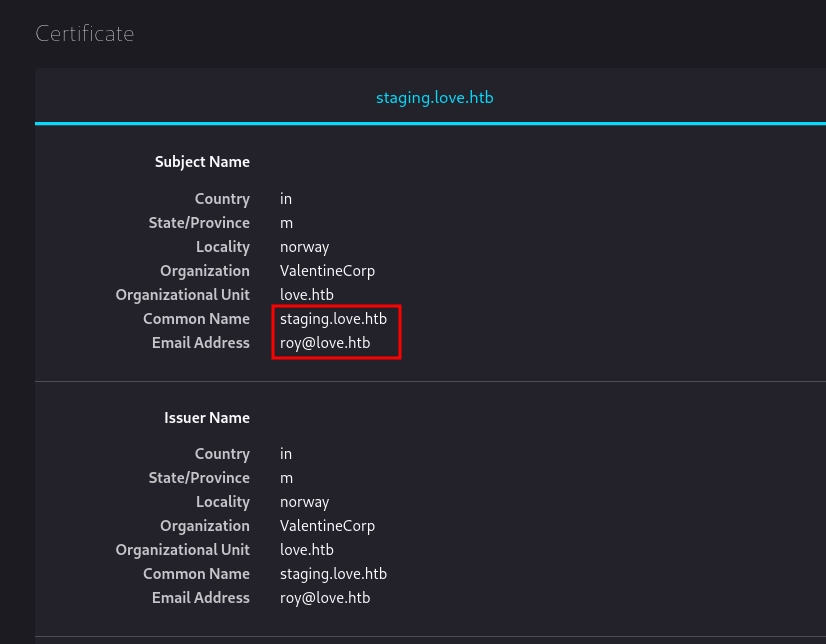 Certificate
staging.love.htb
Subject Name
Country in
State/Province m
Locality norway
Organization ValentineCorp
Organizational Unit love.htb
Common Name staging.love.htb
Email Address roy@love.htb
Issuer Name
Country in
State/Province m
Locality norway
Organization ValentineCorp
Organizational Unit love.htb
Common Name staging.love.htb
Email Address roy@love.htb